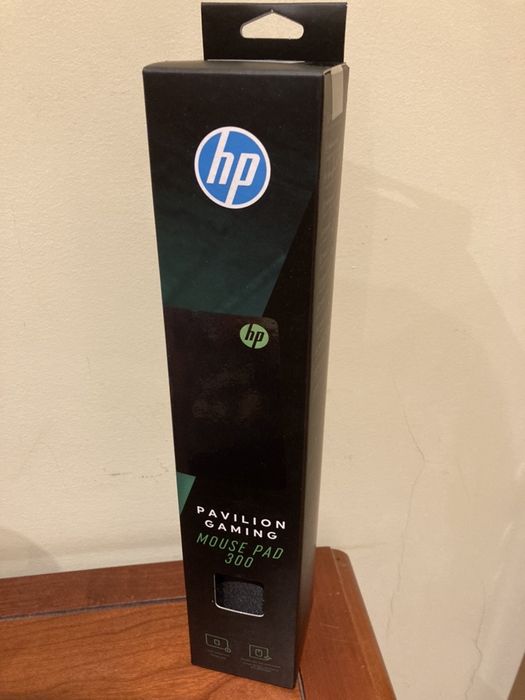 hp
hp
PAVILION
GAMING
MOUSE PAD
300